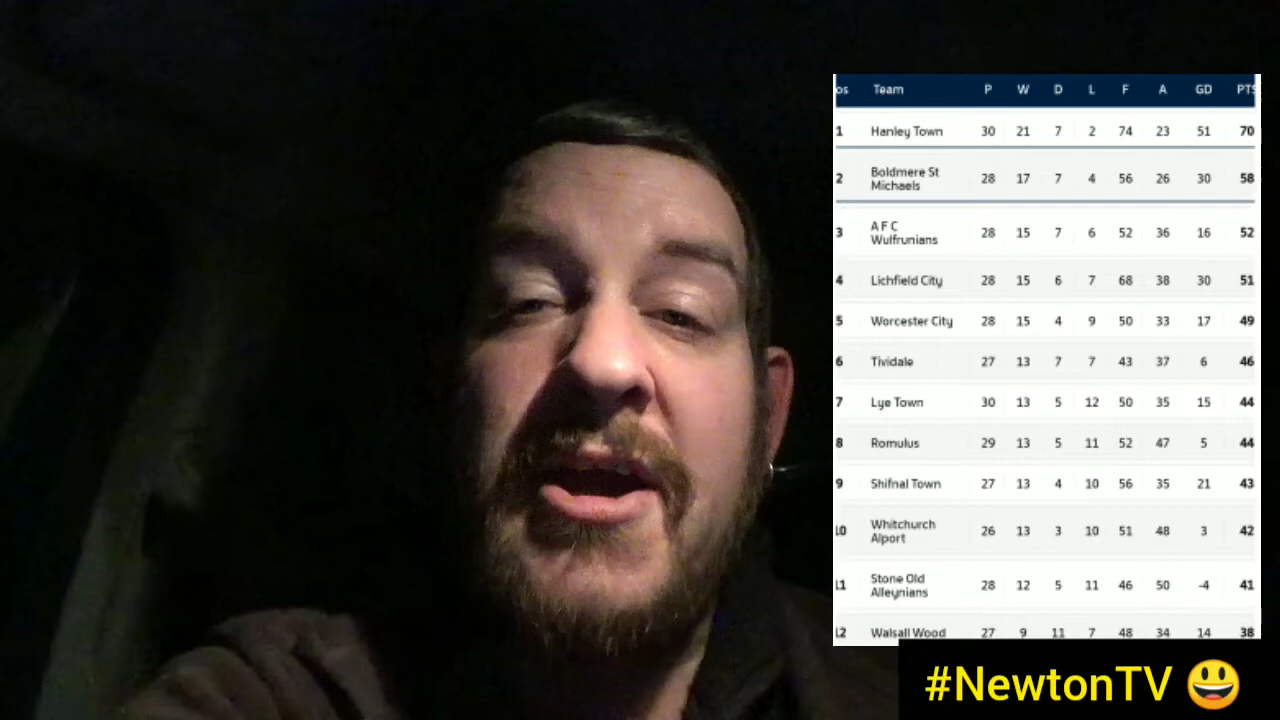 os Team P W D L F A GD PTS
1 Hanley Town 30 21 7 2 74 23 51 70
2 Boldmere St Michaels 28 17 7 4 56 26 30 58
3 A F C Wulfrunians 28 15 7 6 52 36 16 52
4 Lichfield City 28 15 6 7 68 38 30 51
5 Worcester City 28 15 4 9 50 33 17 49
6 Tividale 27 13 7 7 43 37 6 46
7 Lye Town 30 13 5 12 50 35 15 44
8 Romulus 29 13 5 11 52 47 5 44
9 Shifnal Town 27 13 4 10 56 35 21 43
10 Whitchurch Alport 26 13 3 10 51 48 3 42
11 Stone Old Alleynians 28 12 5 11 46 50 -4 41
12 Walsall Wood 27 9 11 7 48 34 14 38
#NewtonTV 😃